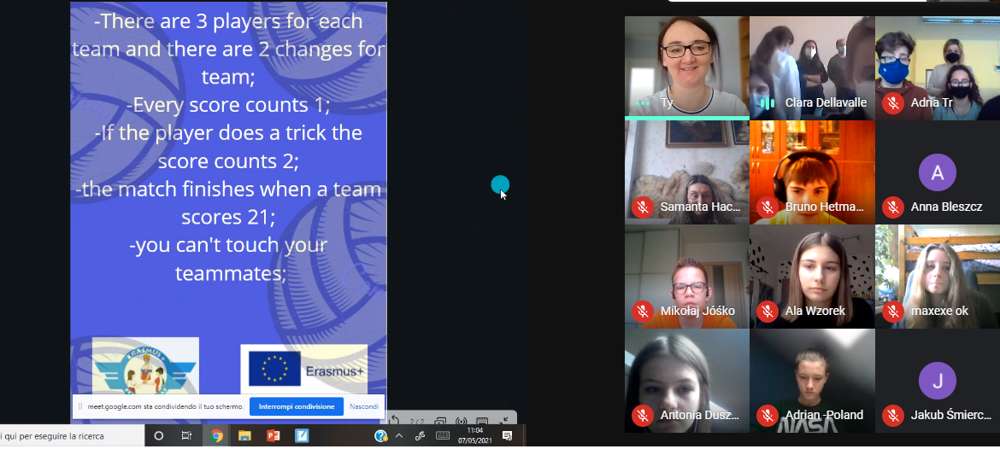 -There are 3 players for each
team and there are 2 changes for
team;
-Every score counts 1;
-If the player does a trick the
score counts 2;
-the match finishes when a team
scores 21;
-you can't touch your
teammates;
ERASMUS+
Erasmus+
meet.google.com sta condividendo il tuo schermo.
Interrompi condivisione
Nascondi
2/2
i qui per eseguire la ricerca
11:04
07/05/2021
Ty
Clara Dellavalle
Adria Tr
Samanta Hac...
Bruno Hetma...
A
Anna Bleszcz
Mikołaj Jóśko
Ala Wzorek
maxexe ok
Antonia Dusz...
Adrian -Poland
NASA
J
Jakub Śmierc...